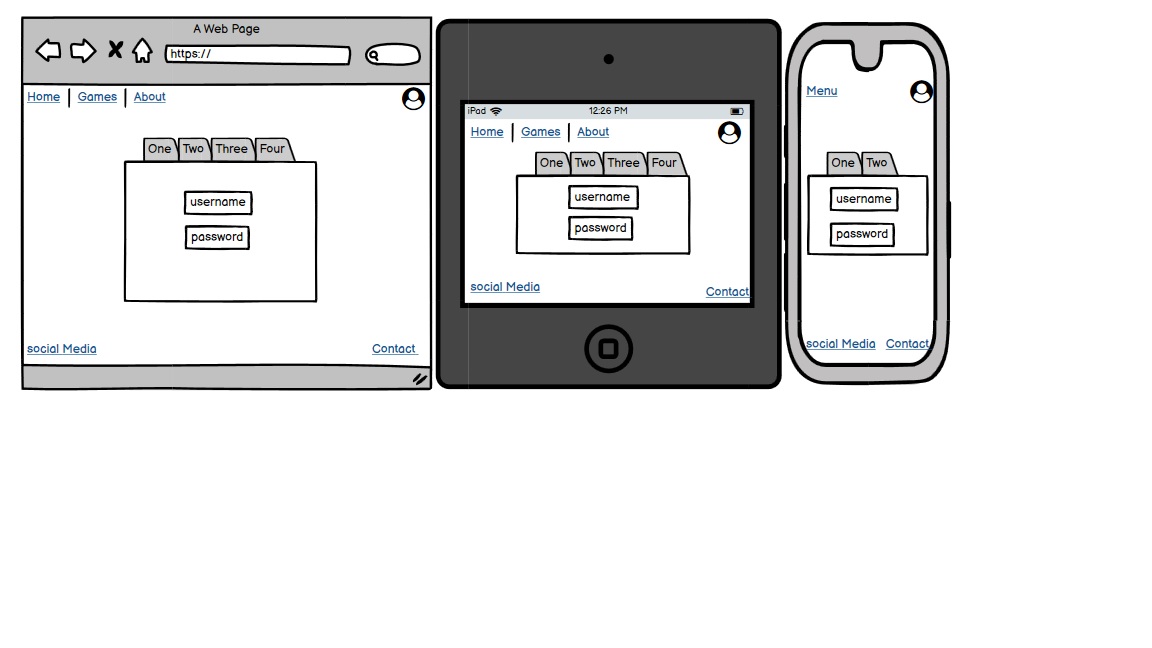 A Web Page
https://
Home Games About
One Two Three Four
username
password
social Media Contact
iPad 12:26 PM
Home Games About
One Two Three Four
username
password
social Media Contact
Menu
One Two
username
password
social Media Contact